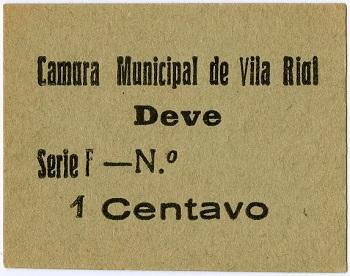 Camara Municipal de Vila Rial
Deve
Serie F —N.º
1 Centavo